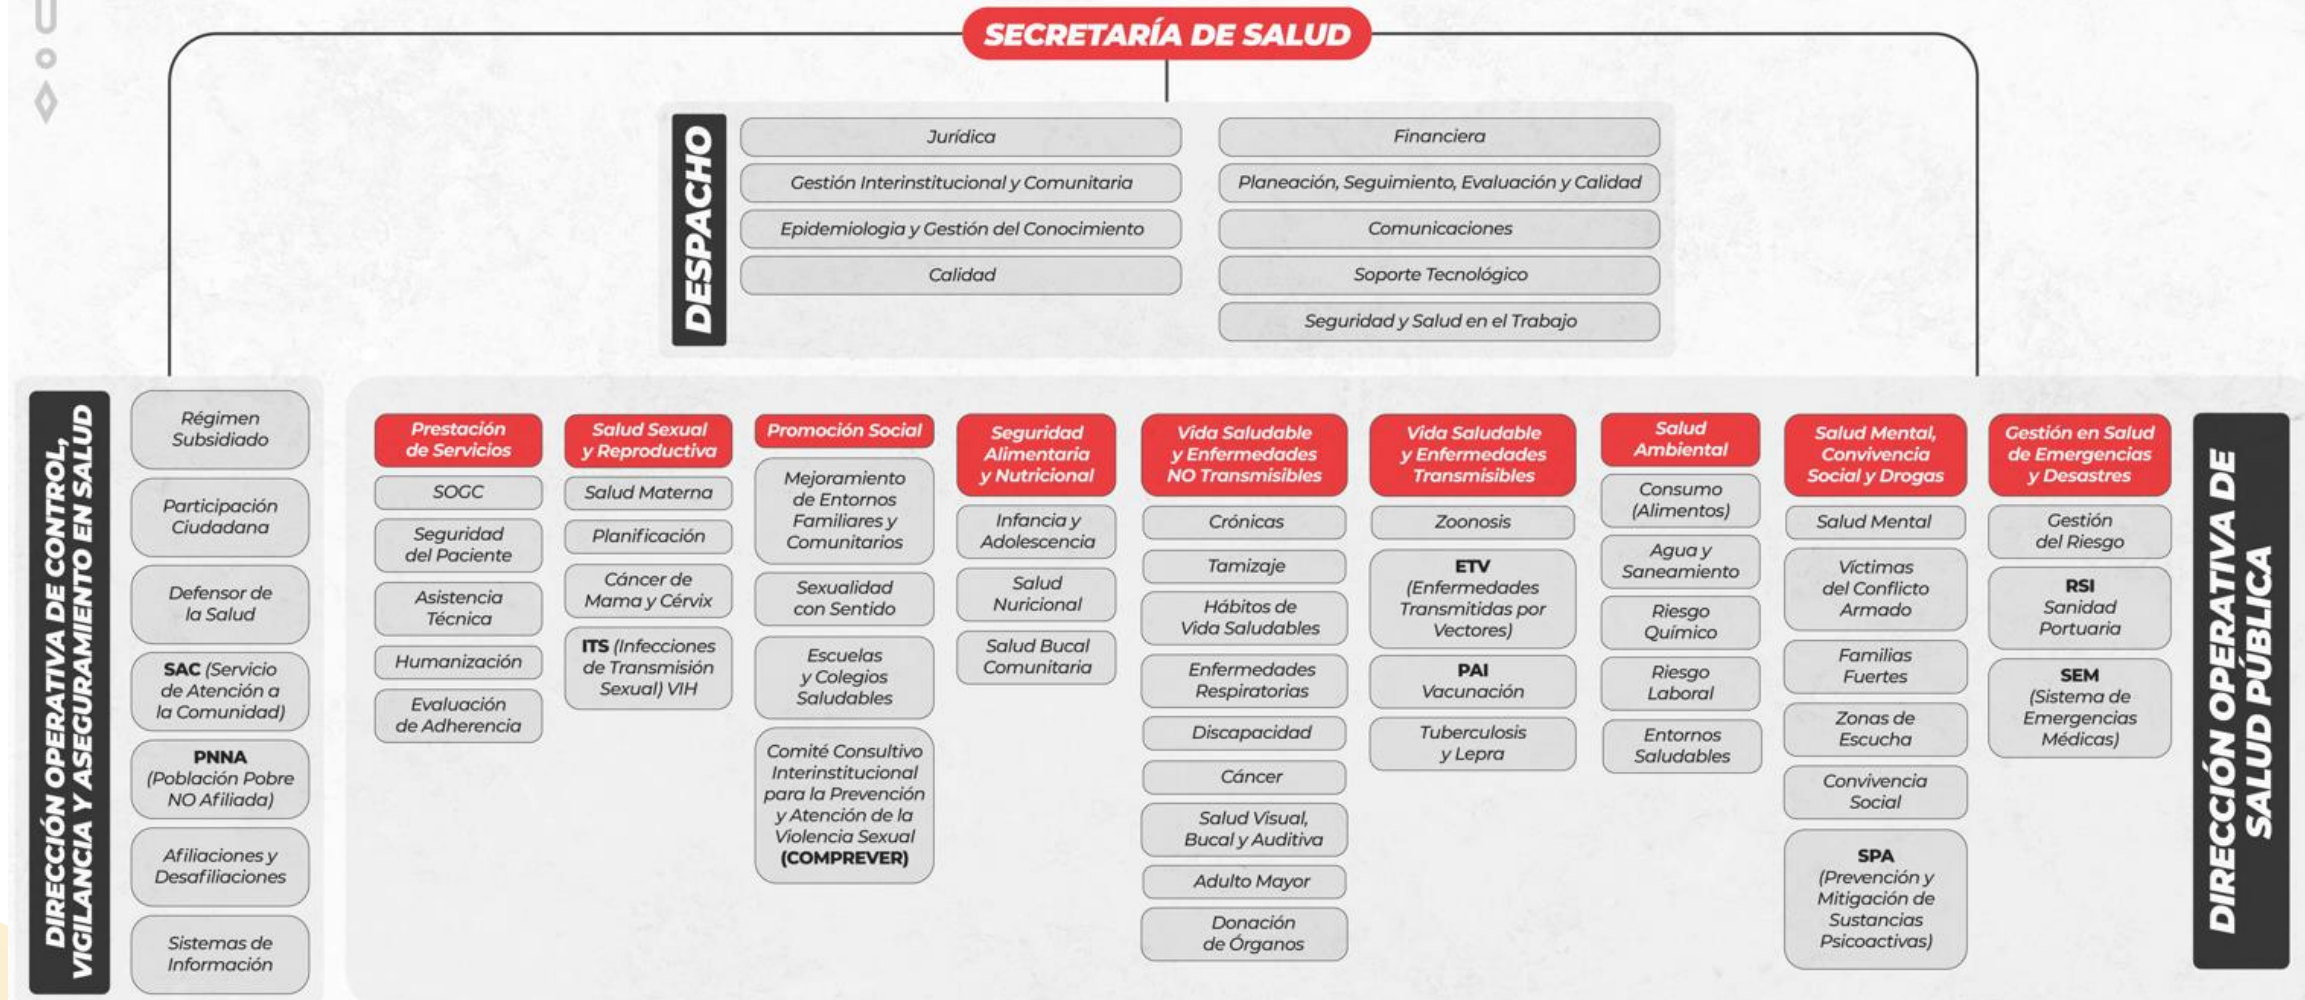 SECRETARÍA DE SALUD
DESPACHO
Jurídica
Gestión Interinstitucional y Comunitaria
Epidemiologia y Gestión del Conocimiento
Calidad
Financiera
Planeación, Seguimiento, Evaluación y Calidad
Comunicaciones
Soporte Tecnológico
Seguridad y Salud en el Trabajo
DIRECCIÓN OPERATIVA DE CONTROL,
VIGILANCIA Y ASEGURAMIENTO EN SALUD
Régimen
Subsidiado
Participación
Ciudadana
Defensor de
la Salud
SAC (Servicio
de Atención a
la Comunidad)
PNNA
(Población Pobre
NO Afiliada)
Afiliaciones y
Desafiliaciones
Sistemas de
Información
Prestación
de Servicios
SOGC
Seguridad
del Paciente
Asistencia
Técnica
Humanización
Evaluación
de Adherencia
Salud Sexual
y Reproductiva
Salud Materna
Planificación
Cáncer de
Mama y Cérvix
ITS (Infecciones
de Transmisión
Sexual) VIH
Promoción Social
Mejoramiento
de Entornos
Familiares y
Comunitarios
Sexualidad
con Sentido
Escuelas
y Colegios
Saludables
Comité Consultivo
Interinstitucional
para la Prevención
y Atención de la
Violencia Sexual
(COMPREVER)
Seguridad
Alimentaria
y Nutricional
Infancia y
Adolescencia
Salud
Nuricional
Salud Bucal
Comunitaria
Vida Saludable
y Enfermedades
NO Transmisibles
Crónicas
Tamizaje
Hábitos de
Vida Saludables
Enfermedades
Respiratorias
Discapacidad
Cáncer
Salud Visual,
Bucal y Auditiva
Adulto Mayor
Donación
de Órganos
Vida Saludable
y Enfermedades
Transmisibles
Zoonosis
ETV
(Enfermedades
Transmitidas por
Vectores)
PAI
Vacunación
Tuberculosis
y Lepra
Salud
Ambiental
Consumo
(Alimentos)
Agua y
Saneamiento
Riesgo
Químico
Riesgo
Laboral
Entornos
Saludables
Salud Mental,
Convivencia
Social y Drogas
Salud Mental
Víctimas
del Conflicto
Armado
Familias
Fuertes
Zonas de
Escucha
Convivencia
Social
SPA
(Prevención y
Mitigación de
Sustancias
Psicoactivas)
Gestión en Salud
de Emergencias
y Desastres
Gestión
del Riesgo
RSI
Sanidad
Portuaria
SEM
(Sistema de
Emergencias
Médicas)
DIRECCIÓN OPERATIVA DE
SALUD PÚBLICA